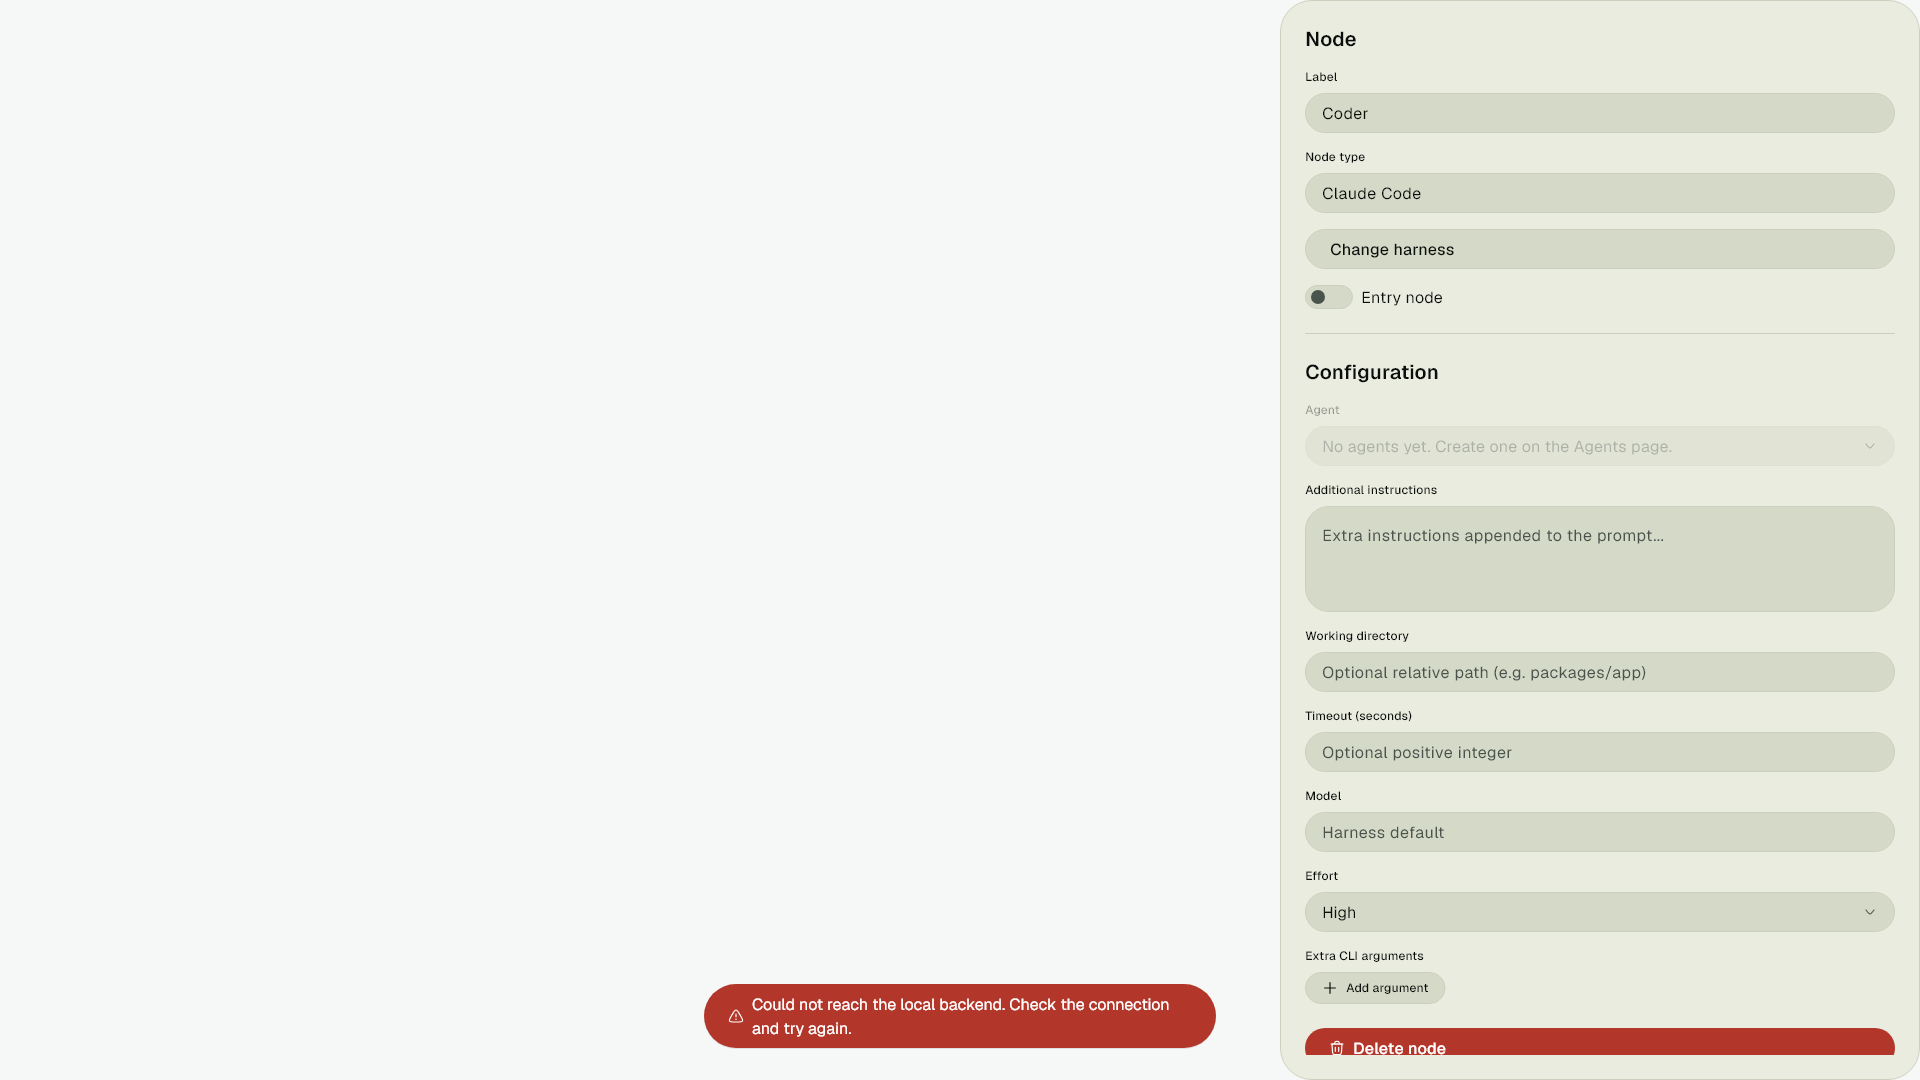 Node
Label
Coder
Node type
Claude Code
Change harness
Entry node
Configuration
Agent
No agents yet. Create one on the Agents page.
Additional instructions
Extra instructions appended to the prompt...
Working directory
Optional relative path (e.g. packages/app)
Timeout (seconds)
Optional positive integer
Model
Harness default
Effort
High
Extra CLI arguments
Add argument
Delete node
Could not reach the local backend. Check the connection
and try again.